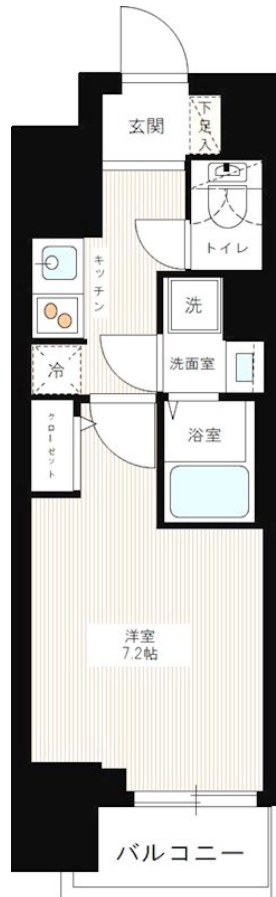 玄関
下足入
トイレ
キッチン
洗
洗面室
冷
クローゼット
浴室
洋室
7.2帖
バルコニー